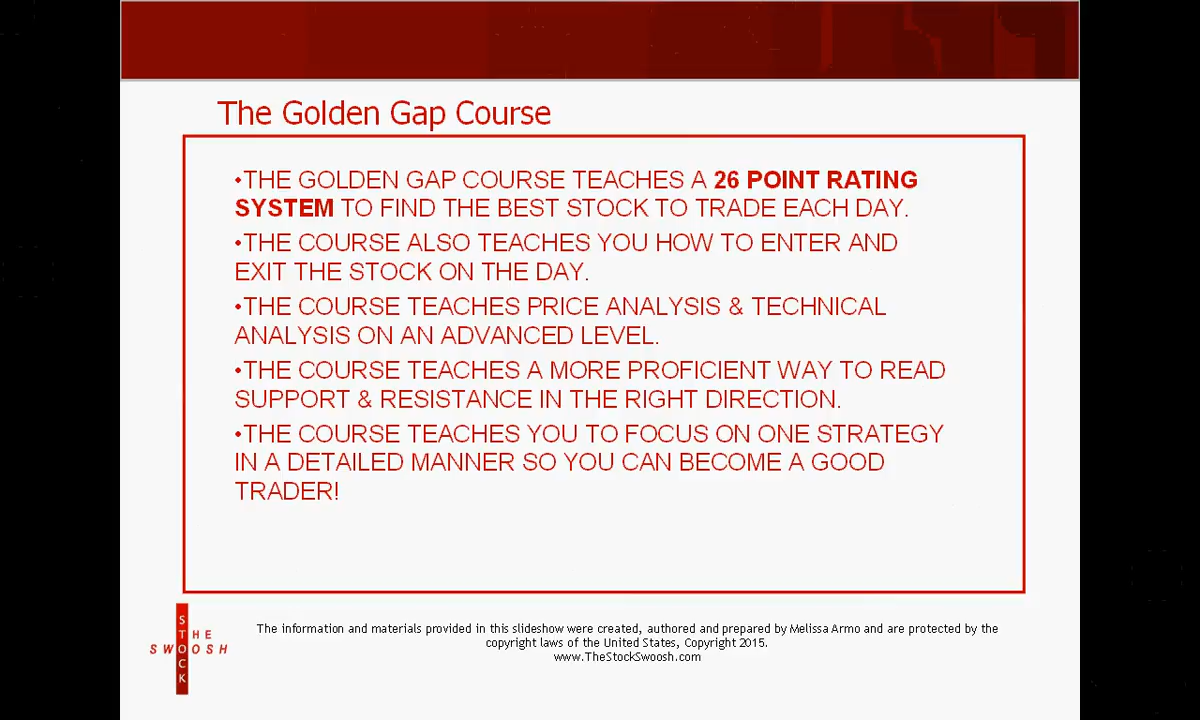 The Golden Gap Course
•THE GOLDEN GAP COURSE TEACHES A 26 POINT RATING
SYSTEM TO FIND THE BEST STOCK TO TRADE EACH DAY.
•THE COURSE ALSO TEACHES YOU HOW TO ENTER AND
EXIT THE STOCK ON THE DAY.
•THE COURSE TEACHES PRICE ANALYSIS & TECHNICAL
ANALYSIS ON AN ADVANCED LEVEL.
•THE COURSE TEACHES A MORE PROFICIENT WAY TO READ
SUPPORT & RESISTANCE IN THE RIGHT DIRECTION.
•THE COURSE TEACHES YOU TO FOCUS ON ONE STRATEGY
IN A DETAILED MANNER SO YOU CAN BECOME A GOOD
TRADER!
THE
STOCK
SWOOSH
The information and materials provided in this slideshow were created, authored and prepared by Melissa Armo and are protected by the
copyright laws of the United States, Copyright 2015.
www.TheStockSwoosh.com